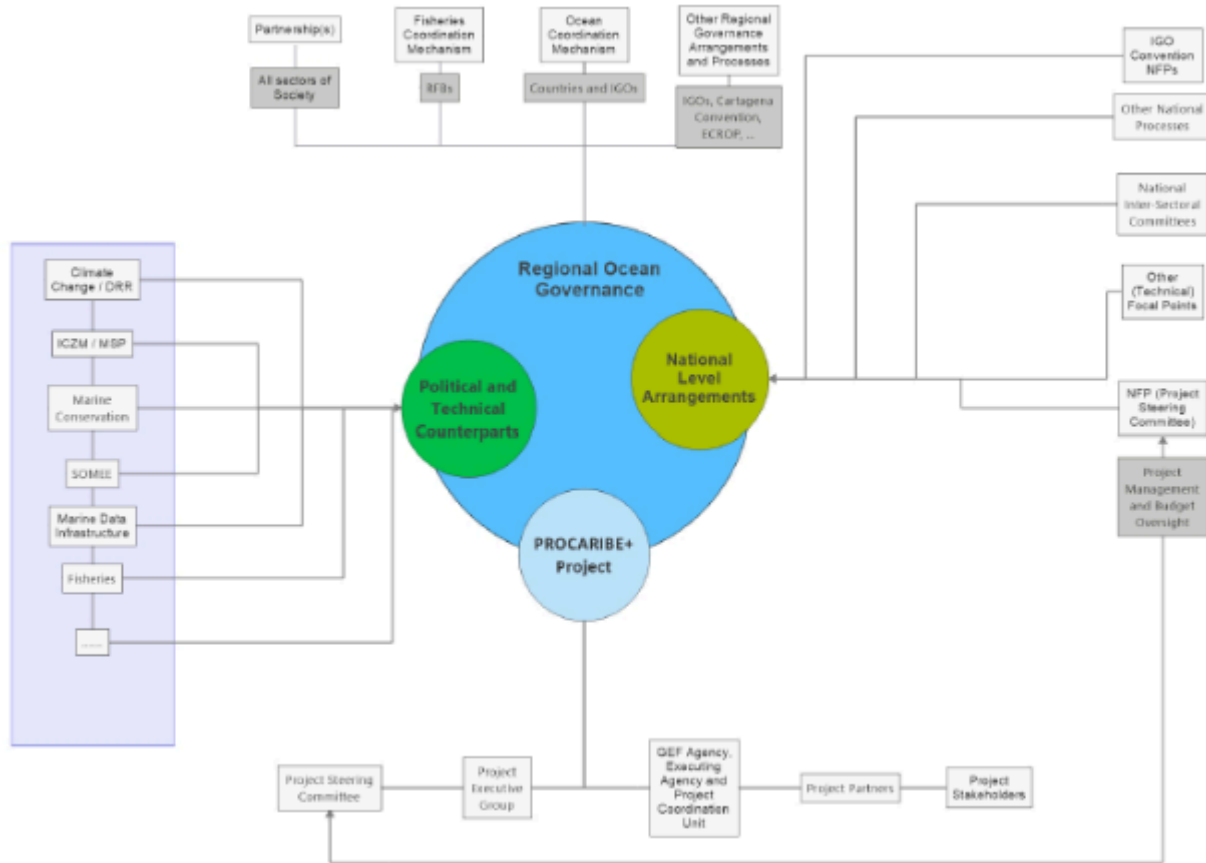 Partnership(s)
All sectors of
Society
Fisheries
Coordination
Mechanism
RFBs
Ocean
Coordination
Mechanism
Countries and IGOs
Other Regional
Governance
Arrangements
and Processes
IGOs, Cartagena
Convention,
ECROP, ...
IGO
Convention
NFPs
Other National
Processes
National
Inter-Sectoral
Committees
Other
(Technical)
Focal Points
NFP (Project
Steering
Committee)
Project
Management
and Budget
Oversight
Climate
Change / DRR
ICZM / MSP
Marine
Conservation
SOMEE
Marine Data
Infrastructure
Fisheries
......
Regional Ocean
Governance
Political and
Technical
Counterparts
National
Level
Arrangements
PROCARIBE+
Project
Project Steering
Committee
Project
Executive
Group
GEF Agency,
Executing
Agency and
Project
Coordination
Unit
Project Partners
Project
Stakeholders